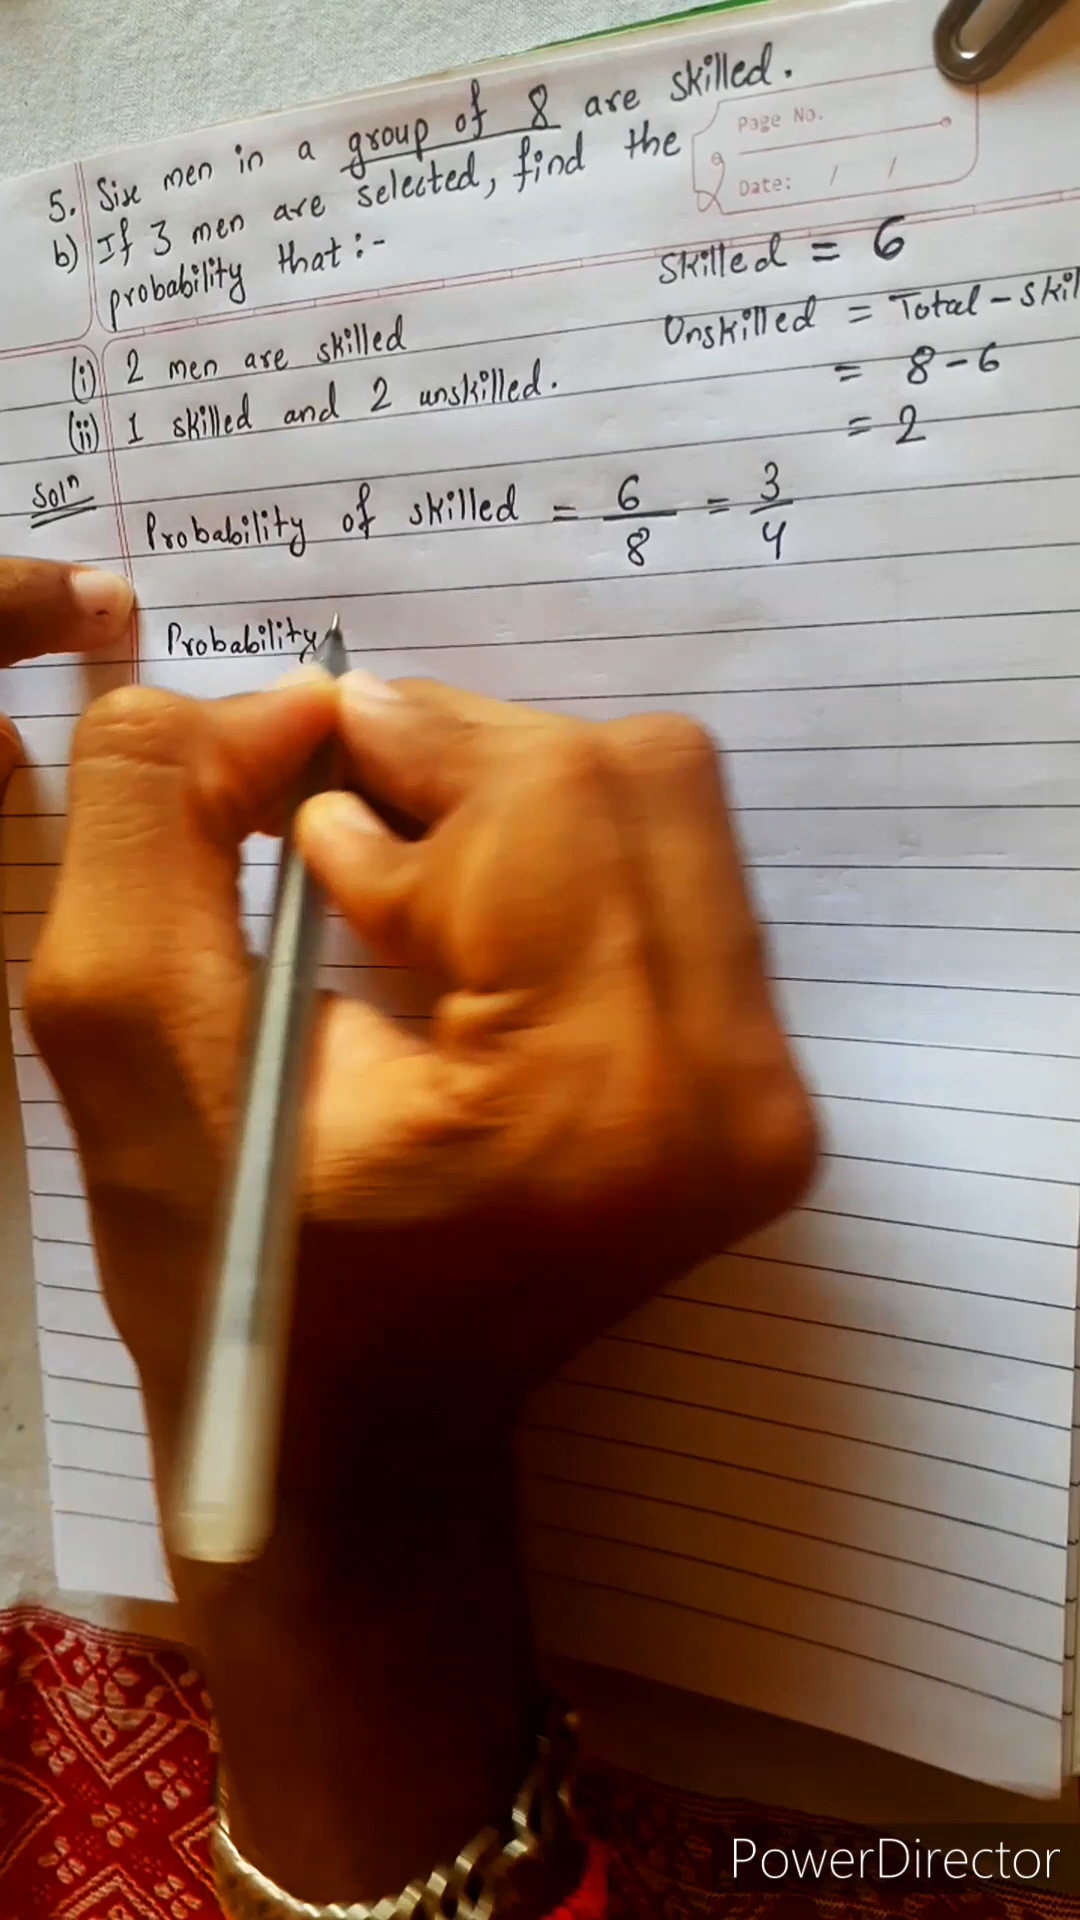 5. Six men in a group of 8 are skilled.
b) If 3 men are selected, find the
probability that :-
Page No.
Date: / /
(i) 2 men are skilled
(ii) 1 skilled and 2 unskilled.
Skilled = 6
Unskilled = Total - Skil
= 8 - 6
= 2
Solⁿ
Probability of skilled = 6/8 = 3/4
Probability
PowerDirector